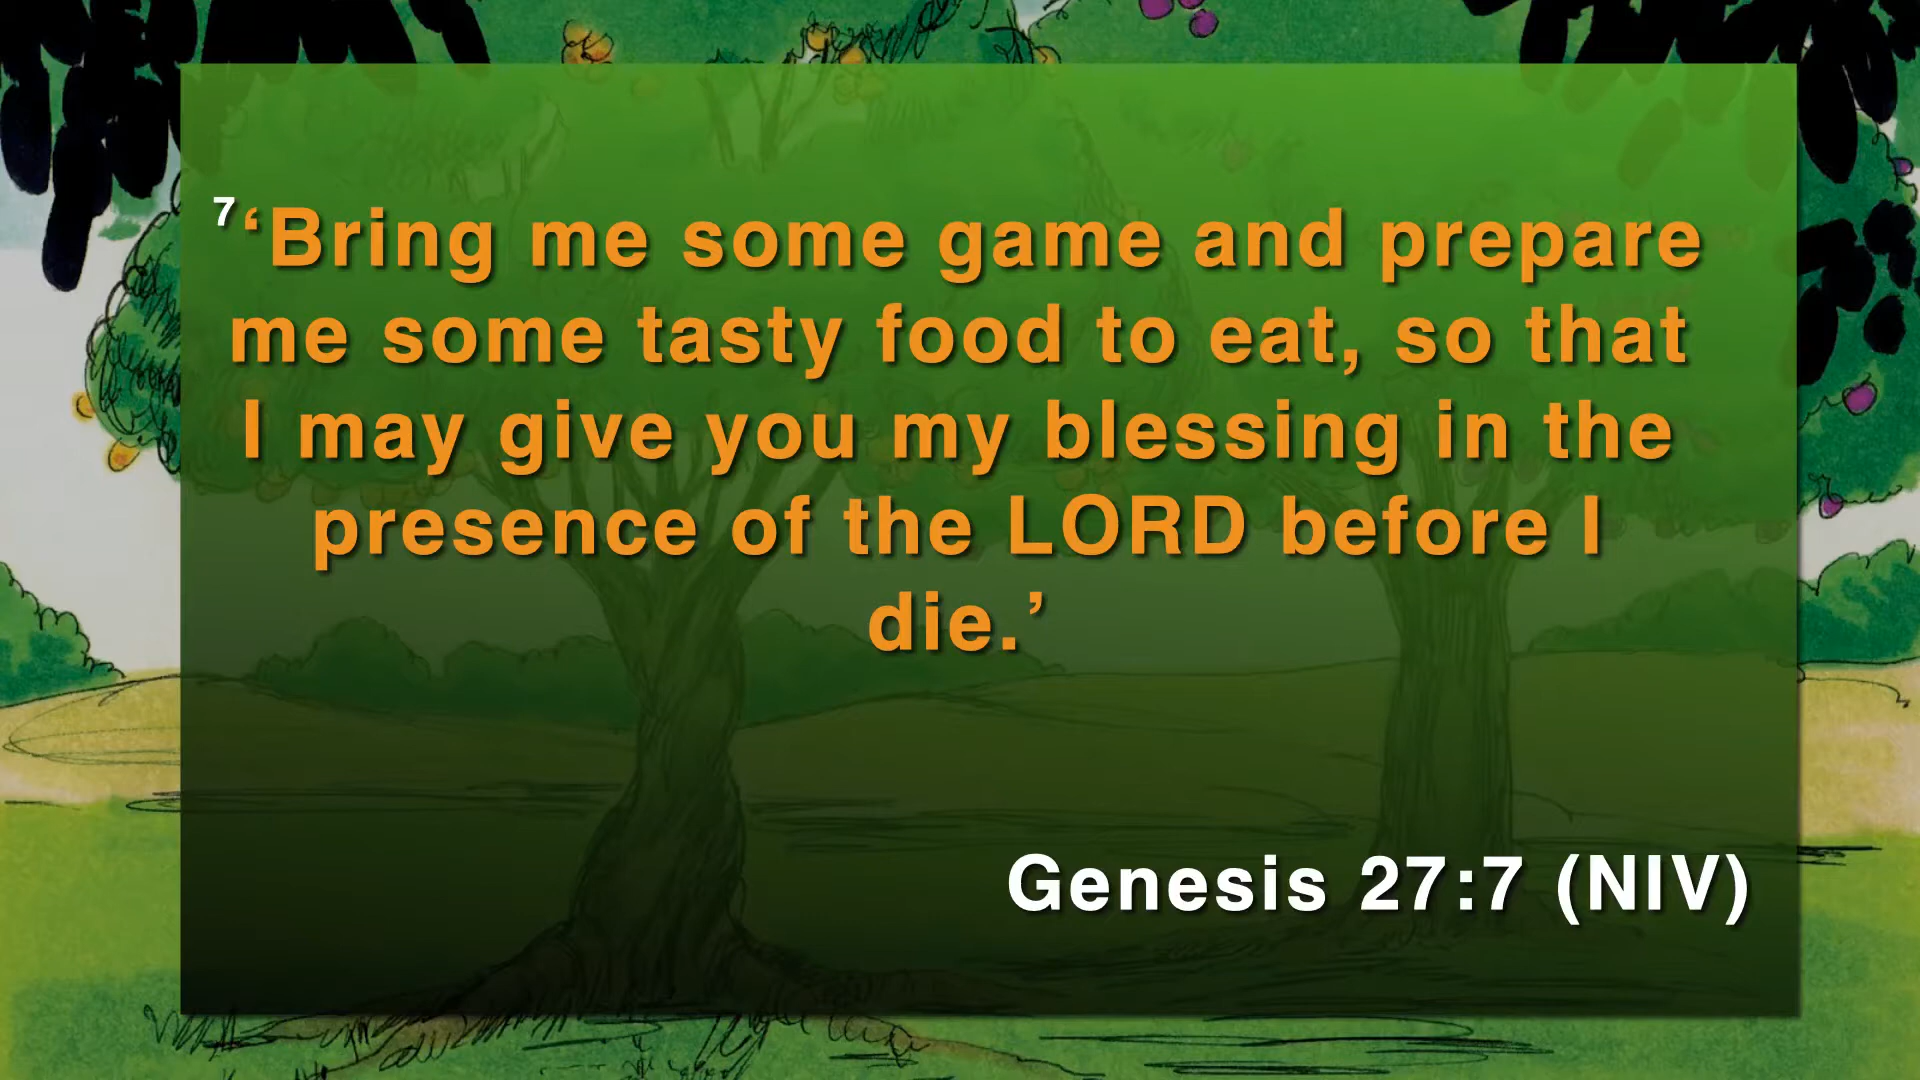 7‘Bring me some game and prepare
me some tasty food to eat, so that
I may give you my blessing in the
presence of the LORD before I
die.’
Genesis 27:7 (NIV)